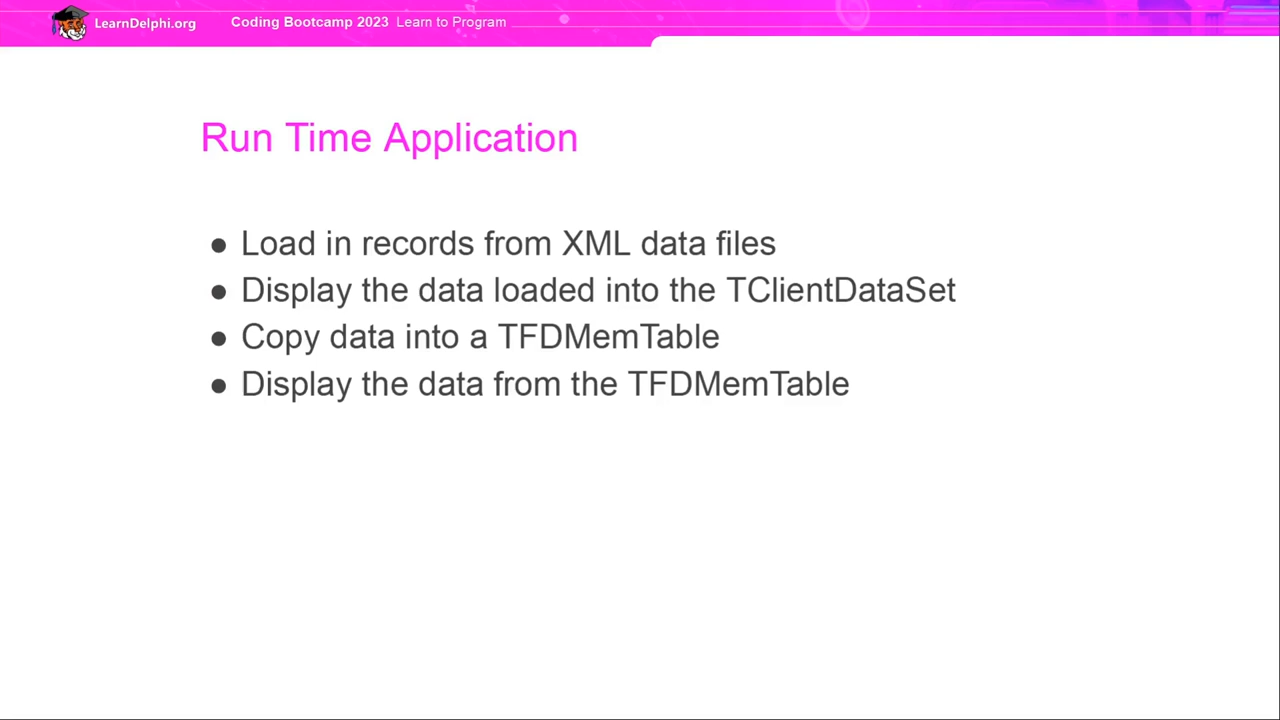 LearnDelphi.org
Coding Bootcamp 2023 Learn to Program
Run Time Application
● Load in records from XML data files
● Display the data loaded into the TClientDataSet
● Copy data into a TFDMemTable
● Display the data from the TFDMemTable